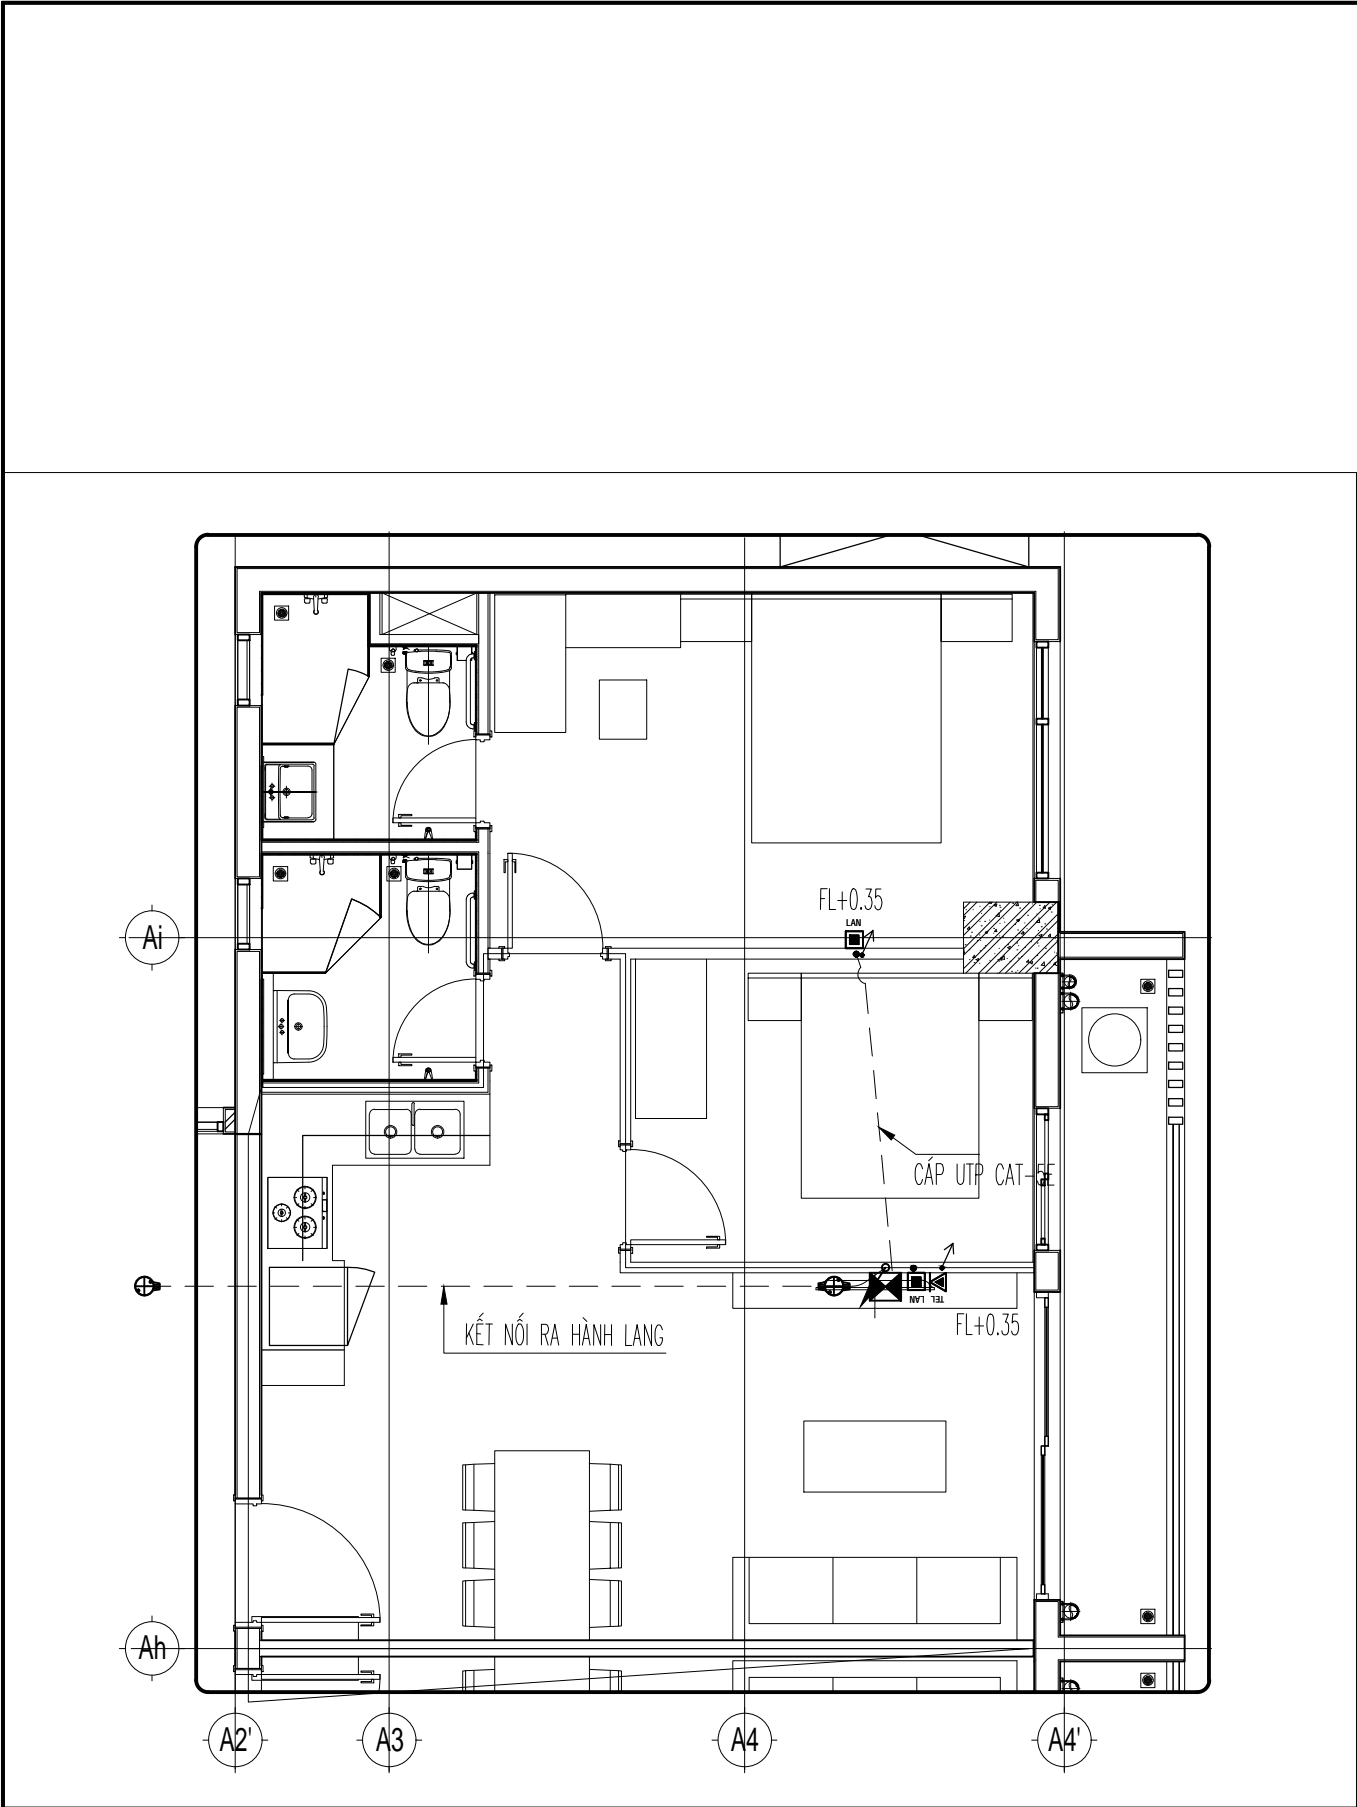 FL+0.35
LAN
Ai
CÁP UTP CAT-5E
LAN
TEL
FL+0.35
KẾT NỐI RA HÀNH LANG
Ah
A2'
A3
A4
A4'